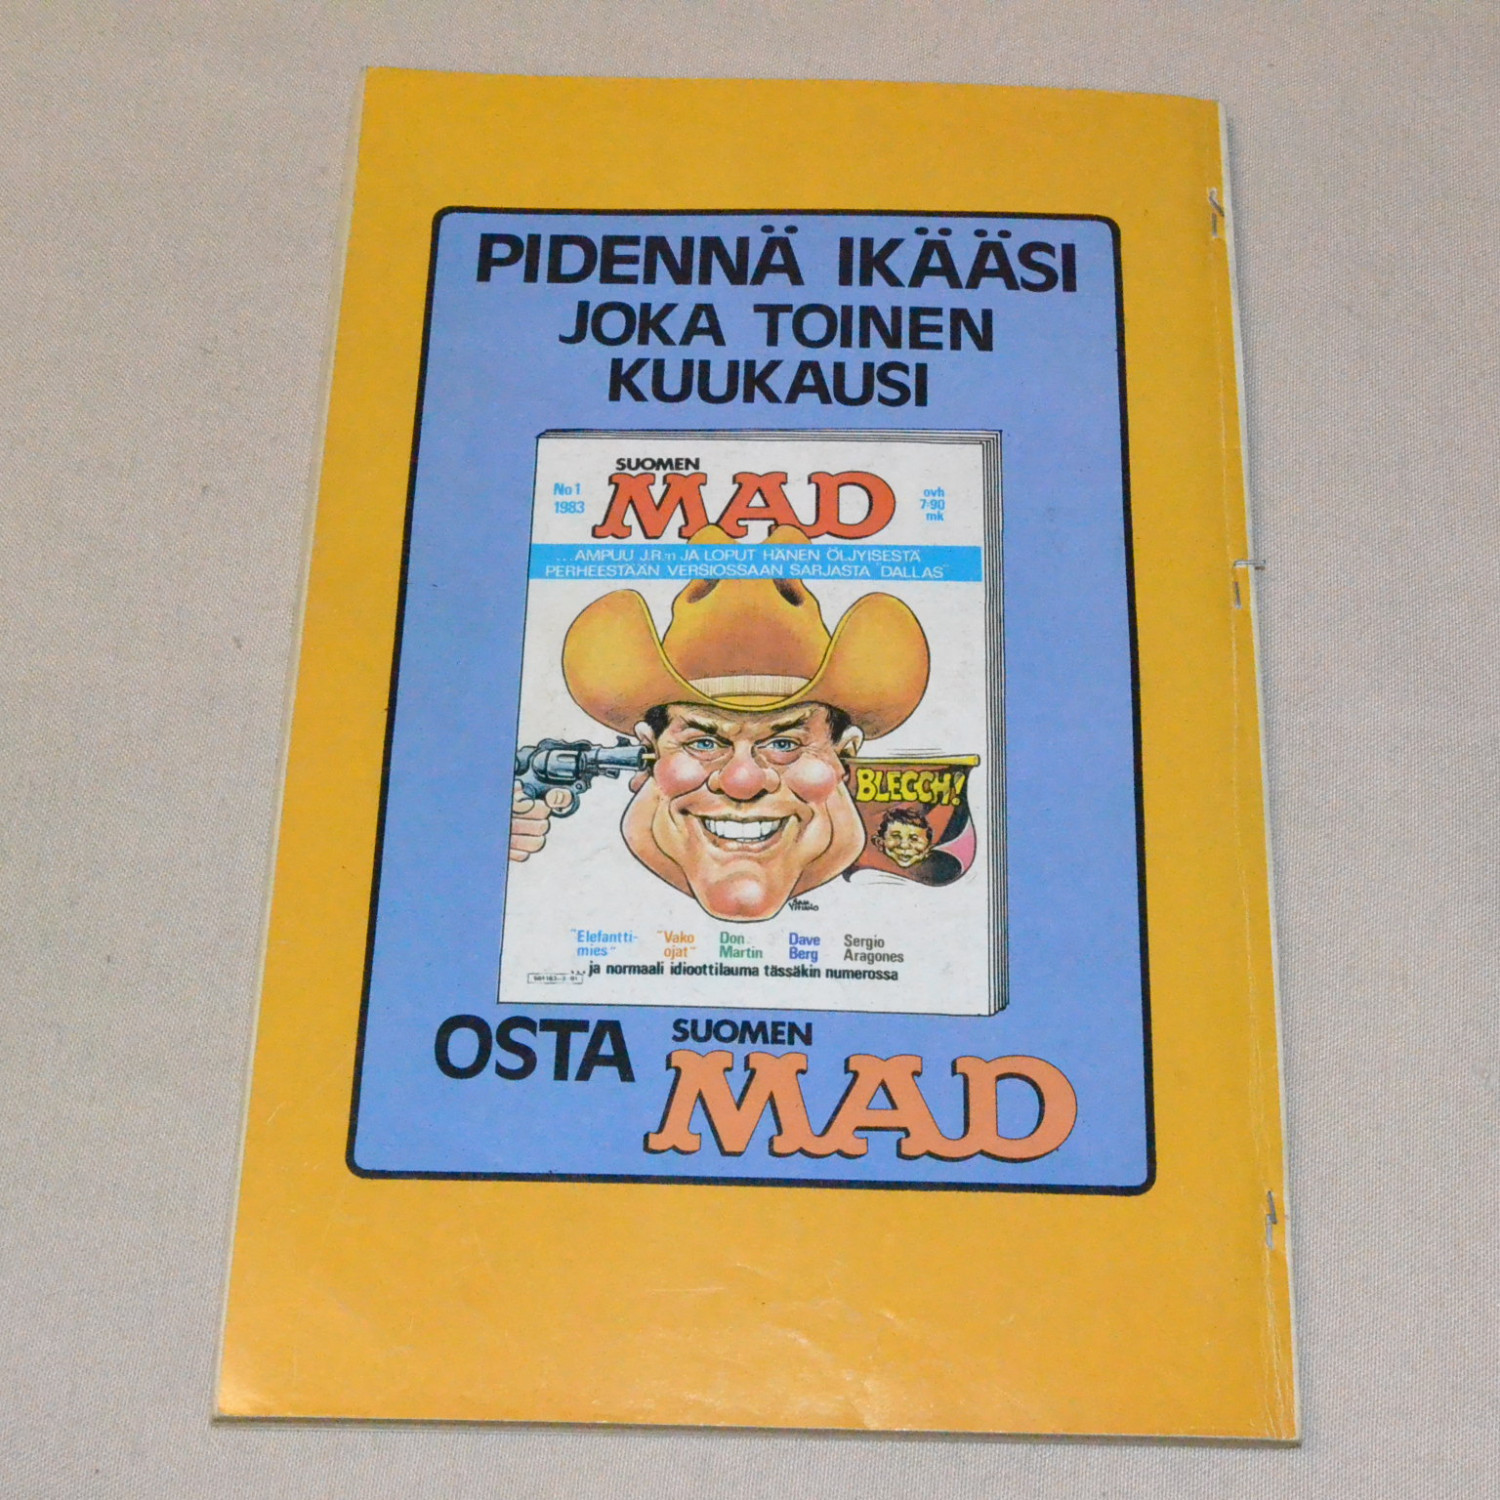 PIDENNÄ IKÄÄSI
JOKA TOINEN
KUUKAUSI
SUOMEN
MAD
No 1
1983
ovh
7:90
mk
...AMPUU J.R:n JA LOPUT HÄNEN ÖLJYISESTÄ
PERHEESTÄÄN VERSIOSSAAN SARJASTA "DALLAS"
BLECCH!
"Elefantti-
mies"
"Vako
ojat"
Don
Martin
Dave
Berg
Sergio
Aragones
...ja normaali idioottilauma tässäkin numerossa
OSTA SUOMEN
MAD